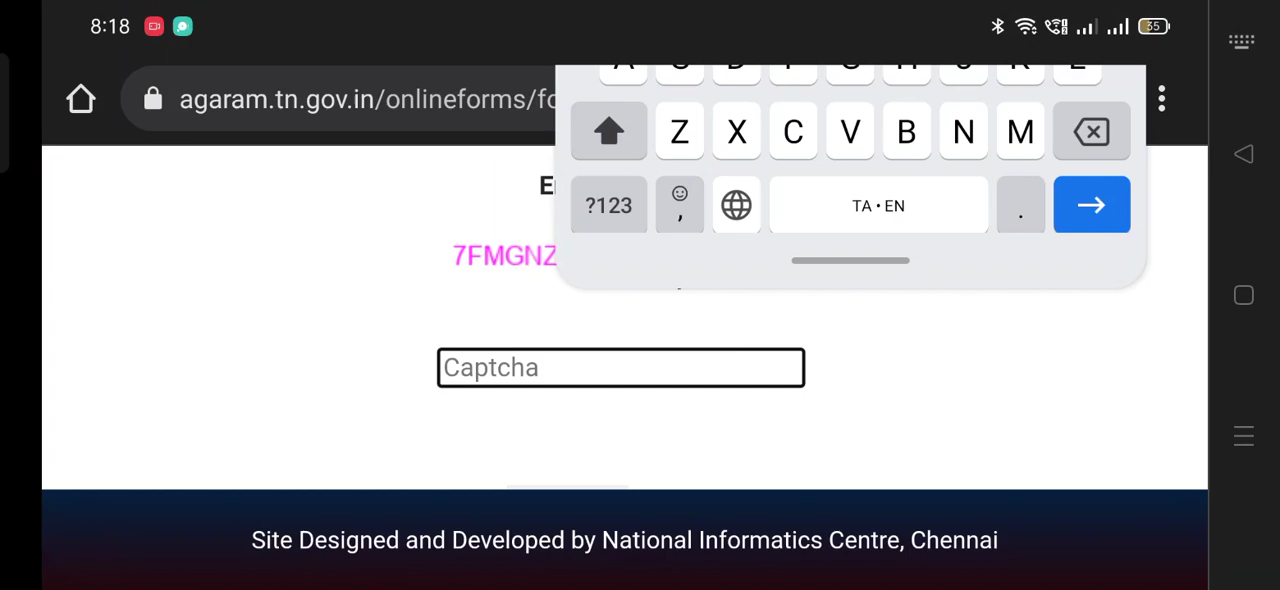 8:18 35
agaram.tn.gov.in/onlineforms/fo
Z X C V B N M
?123 , TA • EN .
7FMGNZ
Captcha
Site Designed and Developed by National Informatics Centre, Chennai